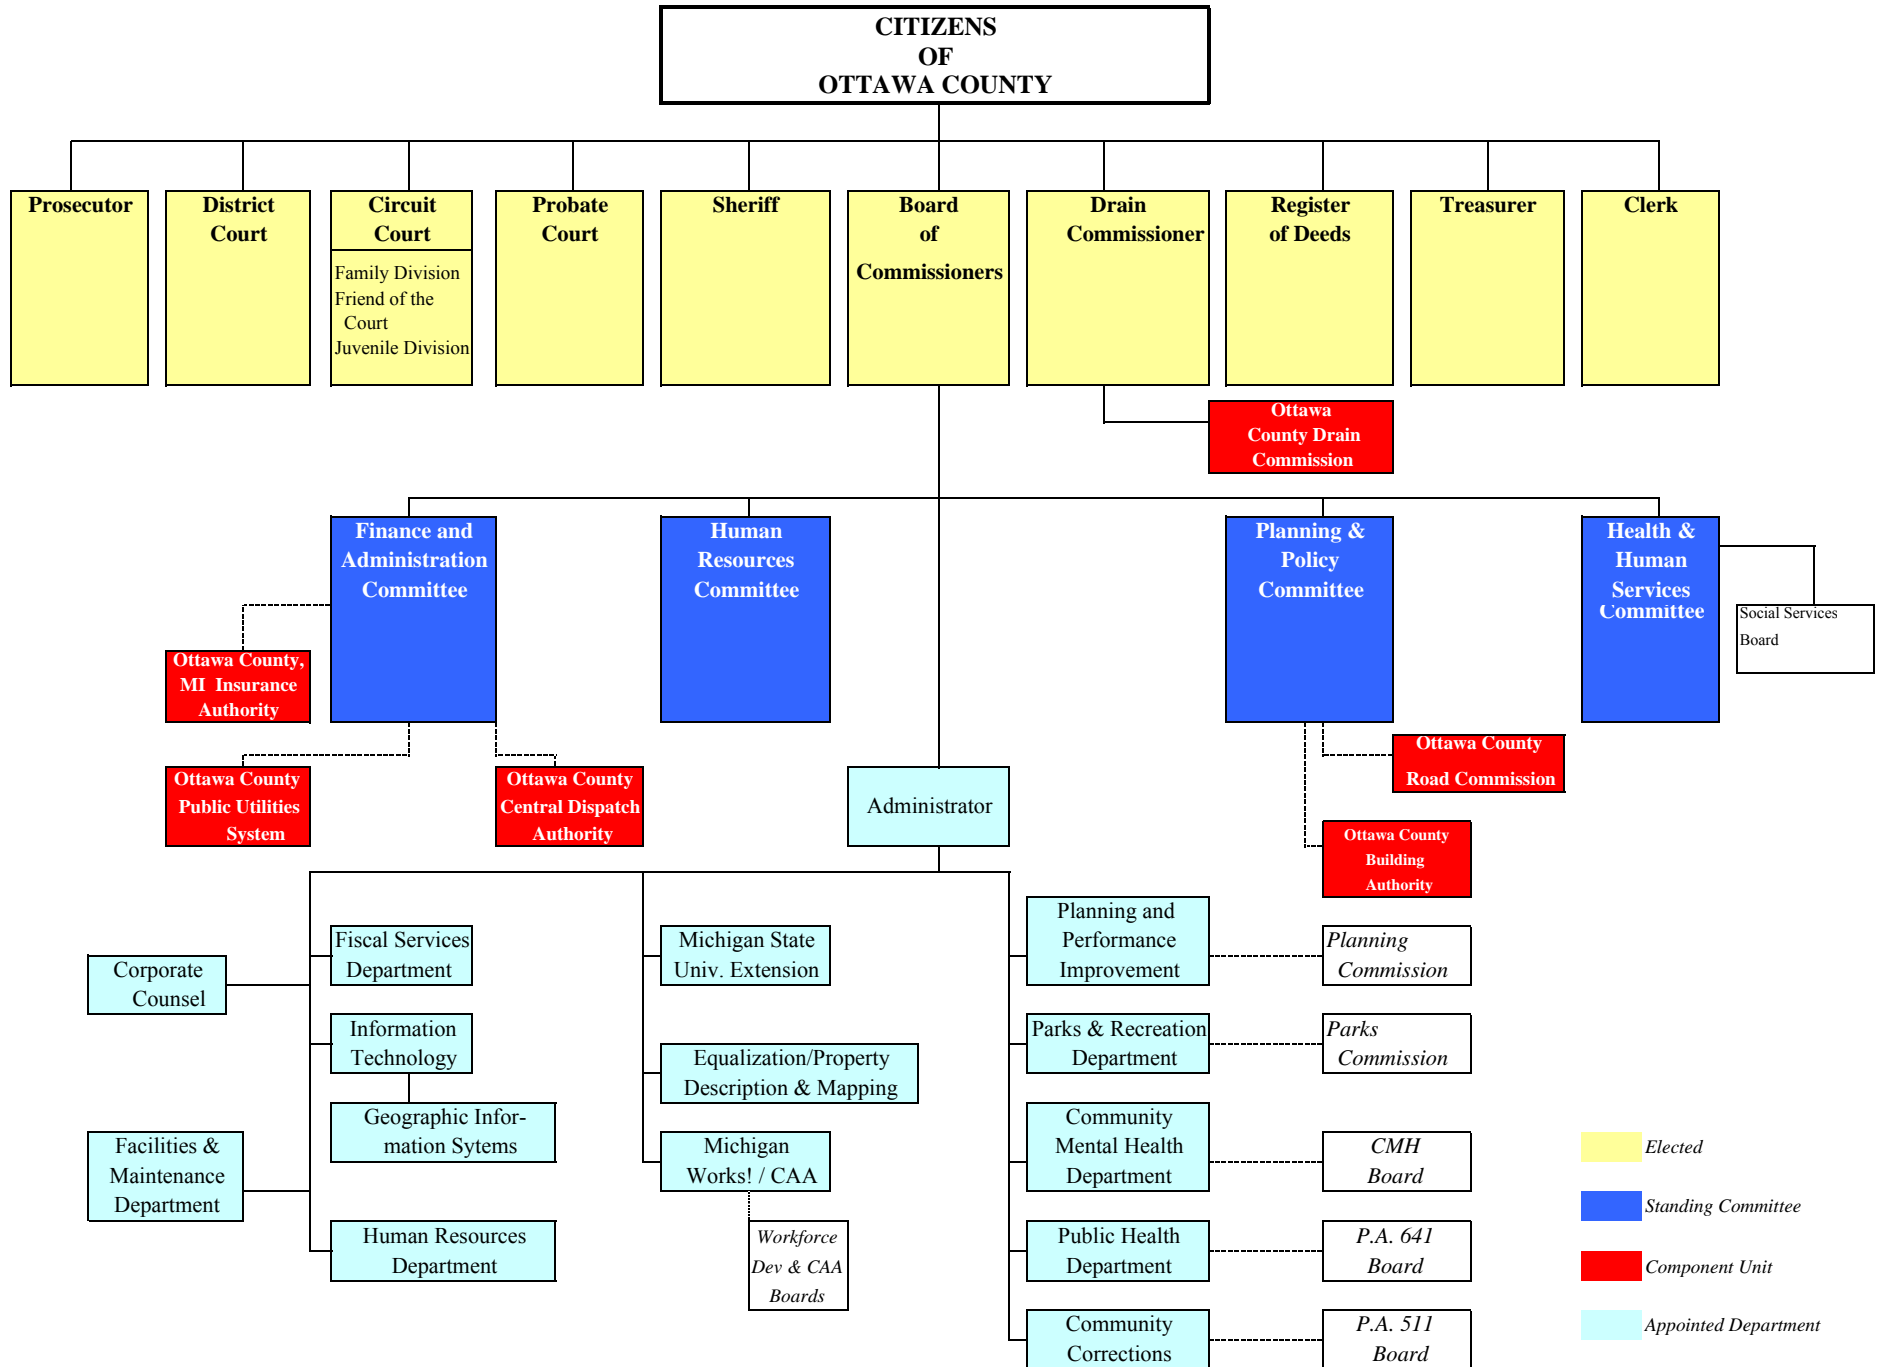 CITIZENS
OF
OTTAWA COUNTY
Prosecutor
District
Court
Circuit
Court
Family Division
Friend of the
Court
Juvenile Division
Probate
Court
Sheriff
Board
of
Commissioners
Drain
Commissioner
Register
of Deeds
Treasurer
Clerk
Ottawa
County Drain
Commission
Finance and
Administration
Committee
Human
Resources
Committee
Planning &
Policy
Committee
Health &
Human
Services
Committee
Social Services
Board
Ottawa County,
MI Insurance
Authority
Ottawa County
Public Utilities
System
Ottawa County
Central Dispatch
Authority
Administrator
Ottawa County
Road Commission
Ottawa County
Building
Authority
Corporate
Counsel
Facilities &
Maintenance
Department
Fiscal Services
Department
Information
Technology
Geographic Infor-
mation Sytems
Human Resources
Department
Michigan State
Univ. Extension
Equalization/Property
Description & Mapping
Michigan
Works! / CAA
Workforce
Dev & CAA
Boards
Planning and
Performance
Improvement
Planning
Commission
Parks & Recreation
Department
Parks
Commission
Community
Mental Health
Department
CMH
Board
Public Health
Department
P.A. 641
Board
Community
Corrections
P.A. 511
Board
Elected
Standing Committee
Component Unit
Appointed Department